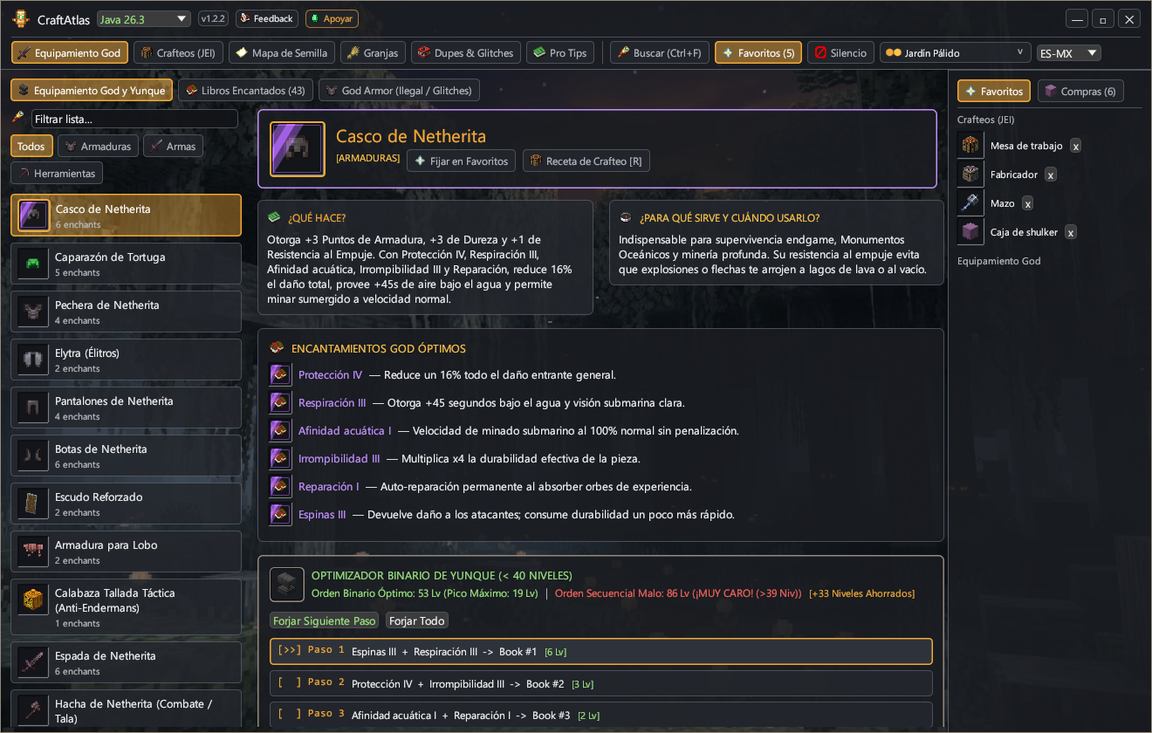 CraftAtlas Java 26.3 v1.2.2 Feedback Apoyar
Equipamiento God Crafteos (JEI) Mapa de Semilla Granjas Dupes & Glitches Pro Tips Buscar (Ctrl+F) Favoritos (5) Silencio Jardín Pálido ES-MX
Equipamiento God y Yunque Libros Encantados (43) God Armor (Ilegal / Glitches)
Filtrar lista...
Todos Armaduras Armas
Herramientas
Casco de Netherita
6 enchants
Caparazón de Tortuga
5 enchants
Pechera de Netherita
4 enchants
Elytra (Élitros)
2 enchants
Pantalones de Netherita
4 enchants
Botas de Netherita
6 enchants
Escudo Reforzado
2 enchants
Armadura para Lobo
2 enchants
Calabaza Tallada Táctica
(Anti-Endermans)
1 enchants
Espada de Netherita
6 enchants
Hacha de Netherita (Combate /
Tala)
Casco de Netherita
[ARMADURAS] Fijar en Favoritos Receta de Crafteo [R]
¿QUÉ HACE?
Otorga +3 Puntos de Armadura, +3 de Dureza y +1 de
Resistencia al Empuje. Con Protección IV, Respiración III,
Afinidad acuática, Irrompibilidad III y Reparación, reduce 16%
el daño total, provee +45s de aire bajo el agua y permite
minar sumergido a velocidad normal.
¿PARA QUÉ SIRVE Y CUÁNDO USARLO?
Indispensable para supervivencia endgame, Monumentos
Oceánicos y minería profunda. Su resistencia al empuje evita
que explosiones o flechas te arrojen a lagos de lava o al vacío.
ENCANTAMIENTOS GOD ÓPTIMOS
Protección IV — Reduce un 16% todo el daño entrante general.
Respiración III — Otorga +45 segundos bajo el agua y visión submarina clara.
Afinidad acuática I — Velocidad de minado submarino al 100% normal sin penalización.
Irrompibilidad III — Multiplica x4 la durabilidad efectiva de la pieza.
Reparación I — Auto-reparación permanente al absorber orbes de experiencia.
Espinas III — Devuelve daño a los atacantes; consume durabilidad un poco más rápido.
OPTIMIZADOR BINARIO DE YUNQUE (< 40 NIVELES)
Orden Binario Óptimo: 53 Lv (Pico Máximo: 19 Lv) | Orden Secuencial Malo: 86 Lv (¡MUY CARO! (>39 Niv)) [+33 Niveles Ahorrados]
Forjar Siguiente Paso Forjar Todo
[>>] Paso 1 Espinas III + Respiración III -> Book #1 [6 Lv]
[ ] Paso 2 Protección IV + Irrompibilidad III -> Book #2 [3 Lv]
[ ] Paso 3 Afinidad acuática I + Reparación I -> Book #3 [2 Lv]
Favoritos Compras (6)
Crafteos (JEI)
Mesa de trabajo x
Fabricador x
Mazo x
Caja de shulker x
Equipamiento God